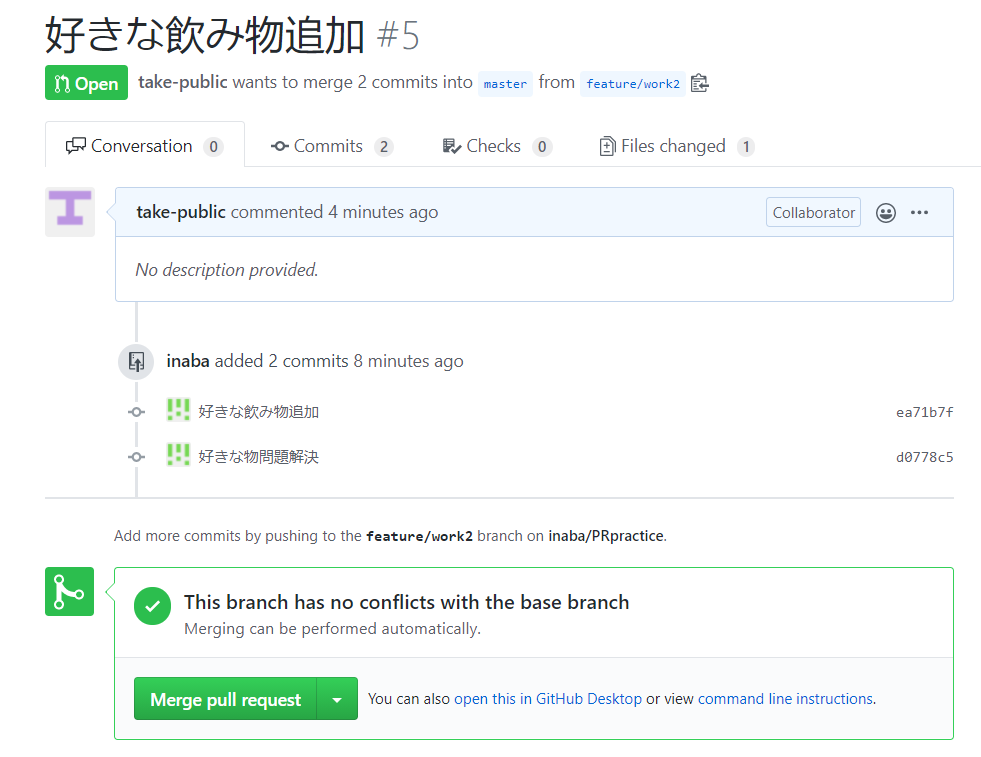 好きな飲み物追加 #5
Open take-public wants to merge 2 commits into master from feature/work2
Conversation 0 Commits 2 Checks 0 Files changed 1
take-public commented 4 minutes ago Collaborator
No description provided.
inaba added 2 commits 8 minutes ago
好きな飲み物追加 ea71b7f
好きな物問題解決 d0778c5
Add more commits by pushing to the feature/work2 branch on inaba/PRpractice.
This branch has no conflicts with the base branch
Merging can be performed automatically.
Merge pull request You can also open this in GitHub Desktop or view command line instructions.